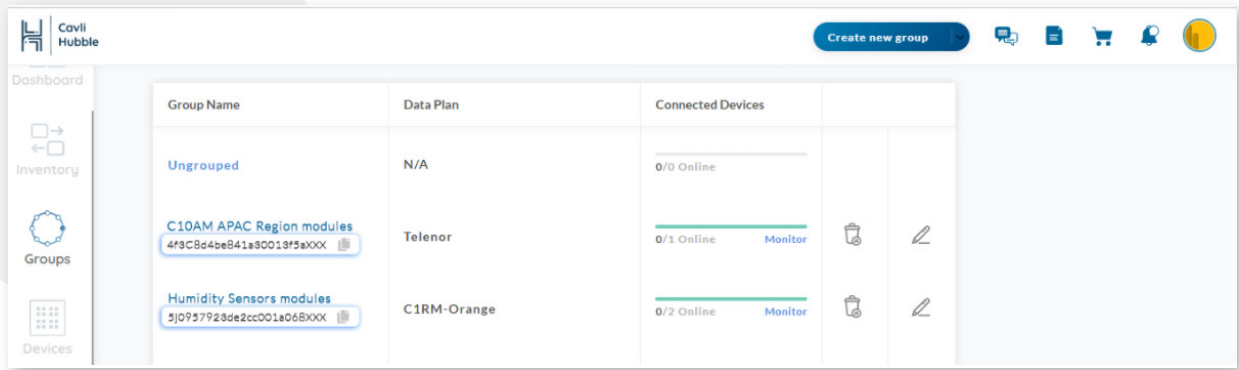 Cavli
Hubble
Create new group
Dashboard
Inventory
Groups
Devices
Group Name Data Plan Connected Devices
Ungrouped N/A 0/0 Online
C10AM APAC Region modules
4f3C8d4be841a30013f5aXXX
Telenor 0/1 Online Monitor
Humidity Sensors modules
5j0957923de2cc001a068XXX
C1RM-Orange 0/2 Online Monitor